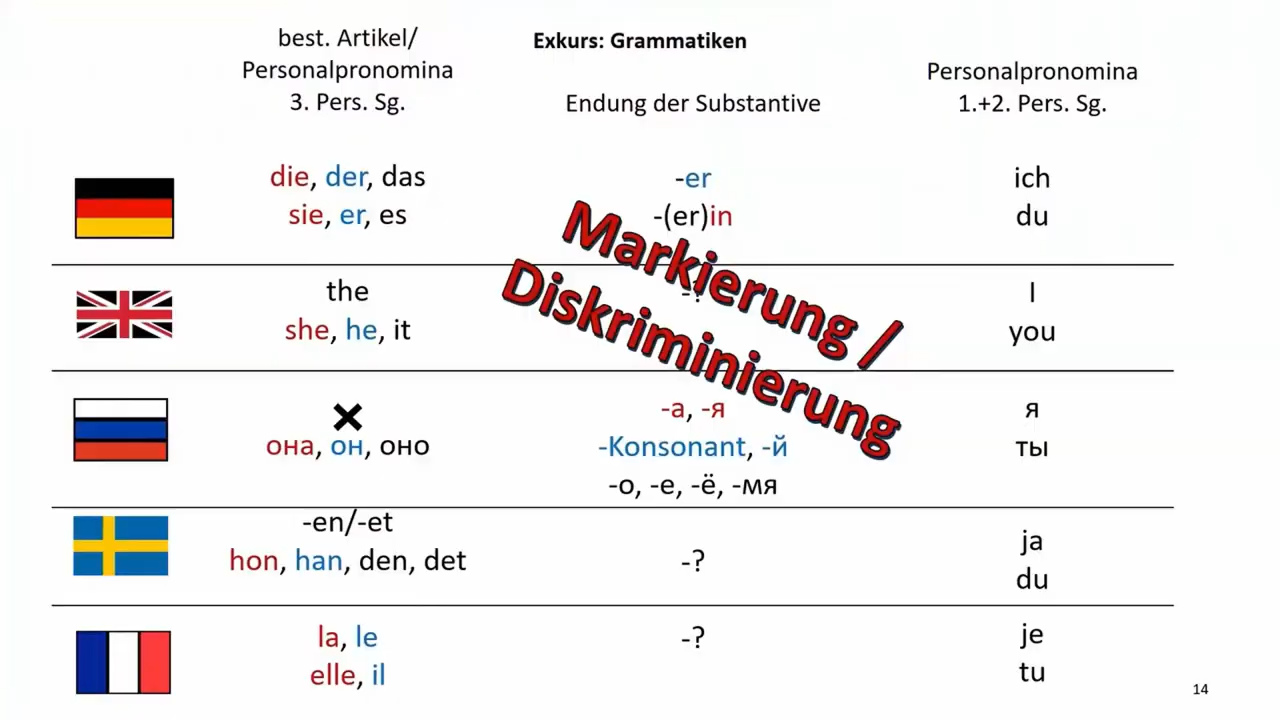 best. Artikel/
Personalpronomina
3. Pers. Sg.
Exkurs: Grammatiken
Endung der Substantive
Personalpronomina
1.+2. Pers. Sg.
die, der, das
sie, er, es
-er
-(er)in
ich
du
the
she, he, it
-?
I
you
она, он, оно
-а, -я
-Konsonant, -й
-о, -е, -ё, -мя
я
ты
-en/-et
hon, han, den, det
-?
ja
du
la, le
elle, il
-?
je
tu
Markierung /
Diskriminierung
14